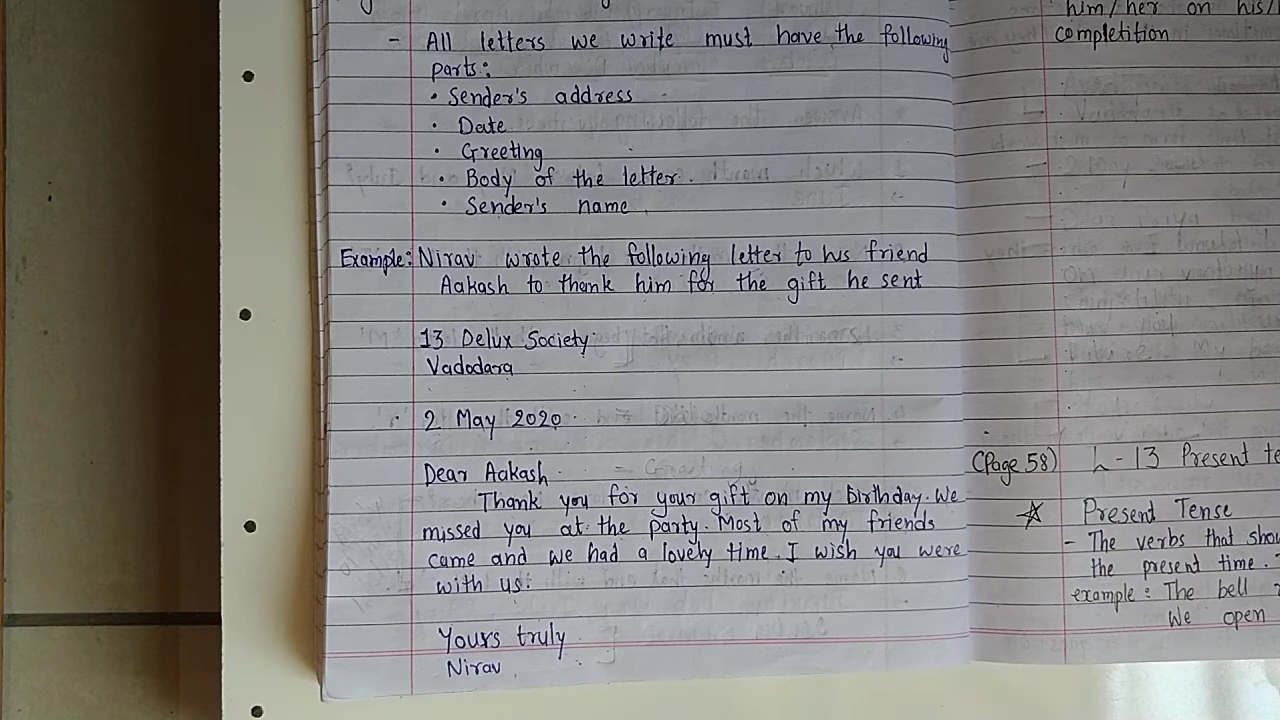 - All letters we write must have the following
parts:
• Sender's address
• Date
• Greeting
• Body of the letter.
• Sender's name
Example: Nirav wrote the following letter to his friend
Aakash to thank him for the gift he sent
13 Delux Society
Vadodara
2 May 2020
Dear Aakash
Thank you for your gift on my birthday. We
missed you at the party. Most of my friends
came and we had a lovely time. I wish you were
with us.
Yours truly
Nirav
him/her on his/
completition
(Page 58) L-13 Present te
☆ Present Tense
- The verbs that show
the present time.
example: The bell
We open